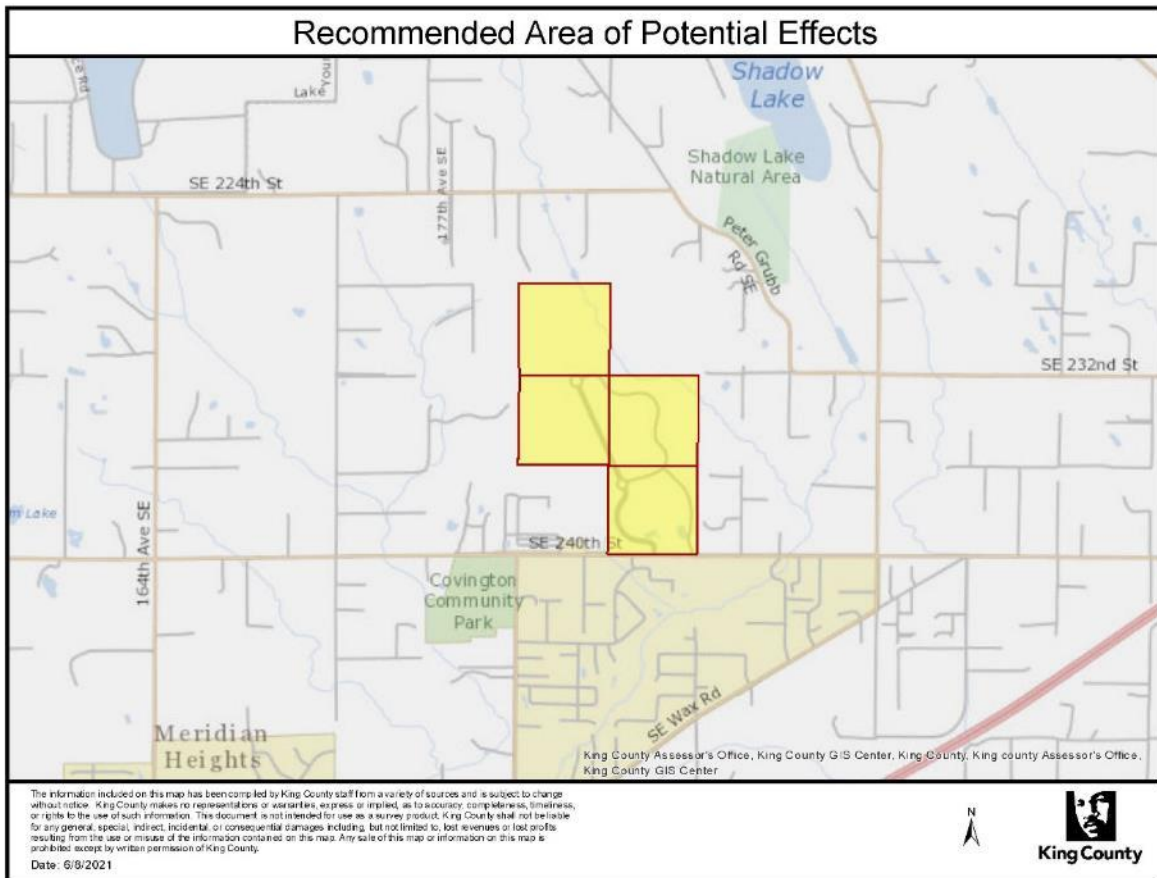 Recommended Area of Potential Effects
ce Rd
Lake
Your
Shadow
Lake
177th Ave SE
Shadow Lake
Natural Area
SE 224th St
Peter Grubb
Rd SE
SE 232nd St
m Lake
164th Ave SE
SE 240th St
Covington
Community
Park
SE Wax Rd
Meridian
Heights
King County Assessor's Office, King County GIS Center, King County, King county Assessor's Office,
King County GIS Center
The information included on this map has been compiled by King County staff from a variety of sources and is subject to change
without notice. King County makes no representations or warranties, express or implied, as to accuracy, completeness, timeliness,
or rights to the use of such information. This document is not intended for use as a survey product. King County shall not be liable
for any general, special, indirect, incidental, or consequential damages including, but not limited to, lost revenues or lost profits
resulting from the use or misuse of the information contained on this map. Any sale of this map or information on this map is
prohibited except by written permission of King County.
Date: 6/8/2021
N
King County